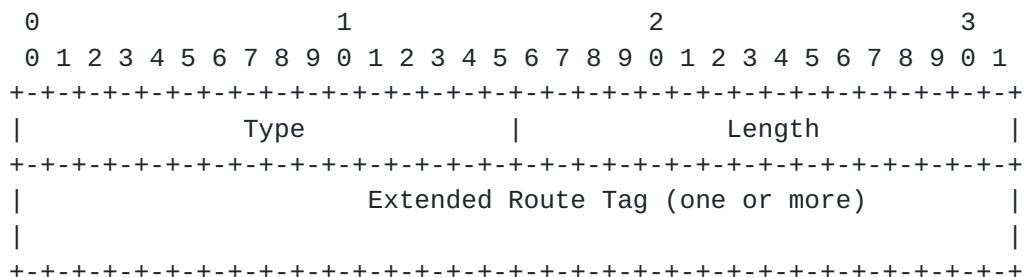 0                   1                   2                   3
 0 1 2 3 4 5 6 7 8 9 0 1 2 3 4 5 6 7 8 9 0 1 2 3 4 5 6 7 8 9 0 1
+-+-+-+-+-+-+-+-+-+-+-+-+-+-+-+-+-+-+-+-+-+-+-+-+-+-+-+-+-+-+-+-+
|              Type             |             Length            |
+-+-+-+-+-+-+-+-+-+-+-+-+-+-+-+-+-+-+-+-+-+-+-+-+-+-+-+-+-+-+-+-+
|                      Extended Route Tag (one or more)         |
|                                                               |
+-+-+-+-+-+-+-+-+-+-+-+-+-+-+-+-+-+-+-+-+-+-+-+-+-+-+-+-+-+-+-+-+